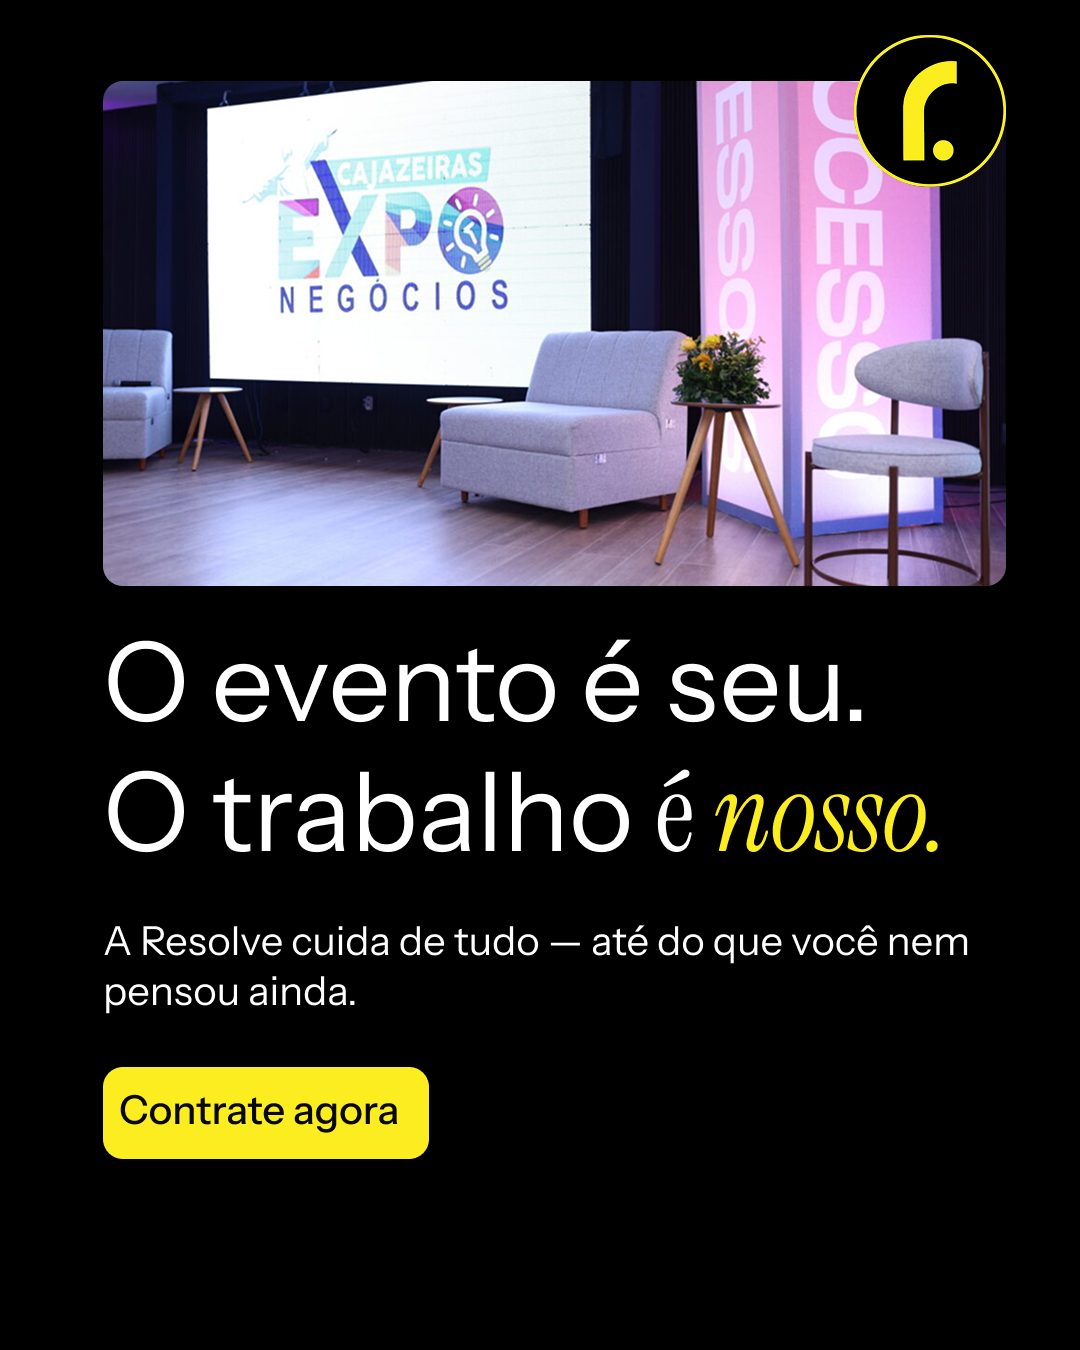 CAJAZEIRAS
EXPO
NEGÓCIOS
r.
O evento é seu.
O trabalho é nosso.
A Resolve cuida de tudo — até do que você nem
pensou ainda.
Contrate agora